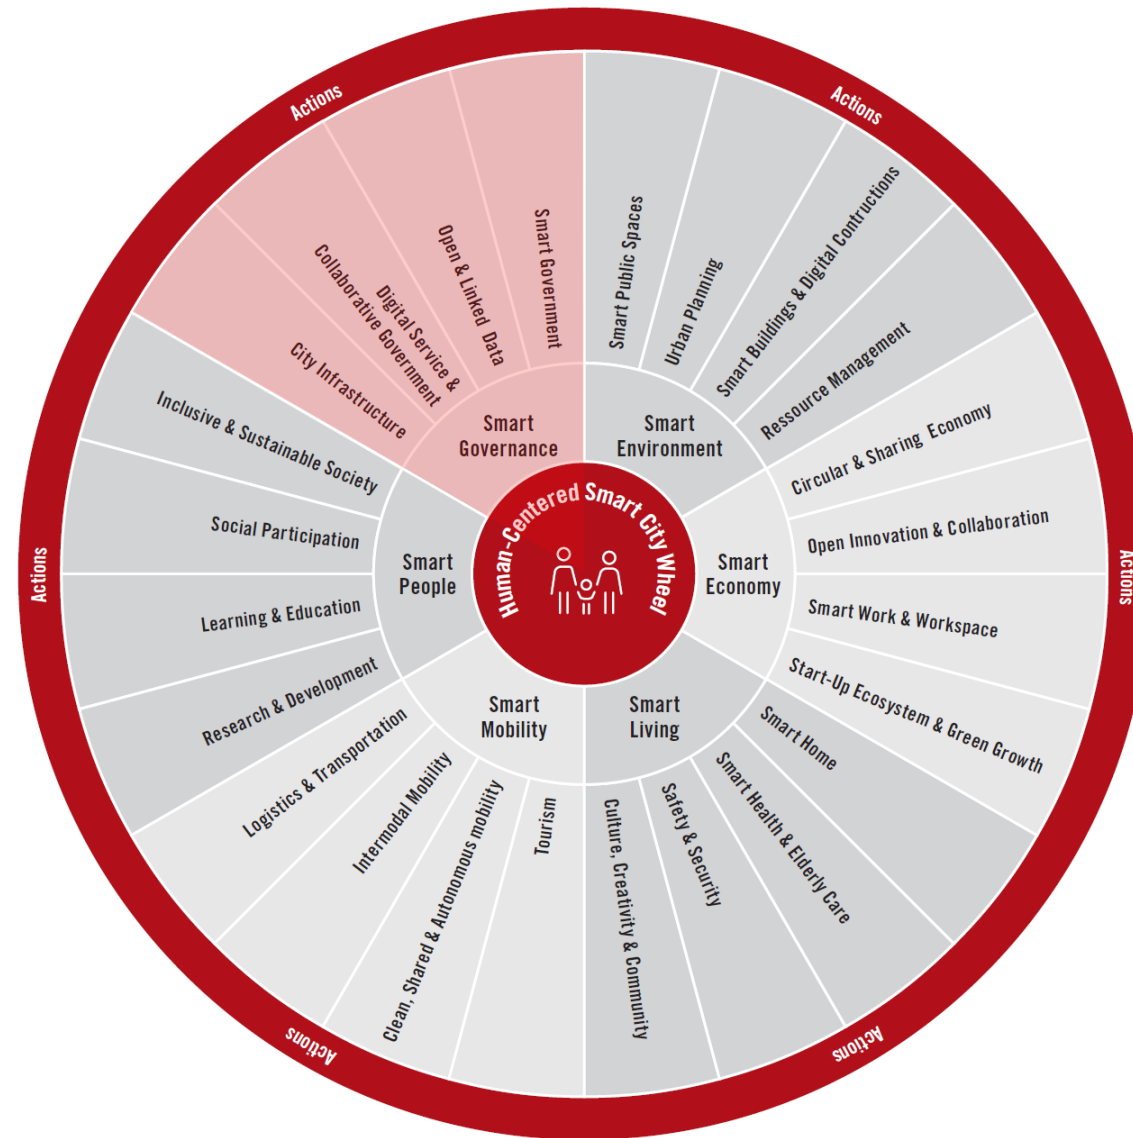 Actions
Actions
Actions
Actions
Actions
Actions
Human-Centered Smart City Wheel
Smart
Governance
Smart Government
Open & Linked Data
Digital Service &
Collaborative Government
City Infrastructure
Smart
Environment
Smart Public Spaces
Urban Planning
Smart Buildings & Digital Contructions
Ressource Management
Smart
Economy
Circular & Sharing Economy
Open Innovation & Collaboration
Smart Work & Workspace
Start-Up Ecosystem & Green Growth
Smart
Living
Smart Home
Smart Health & Elderly Care
Safety & Security
Culture, Creativity & Community
Smart
Mobility
Tourism
Clean, Shared & Autonomous mobility
Intermodal Mobility
Logistics & Transportation
Smart
People
Research & Development
Learning & Education
Social Participation
Inclusive & Sustainable Society